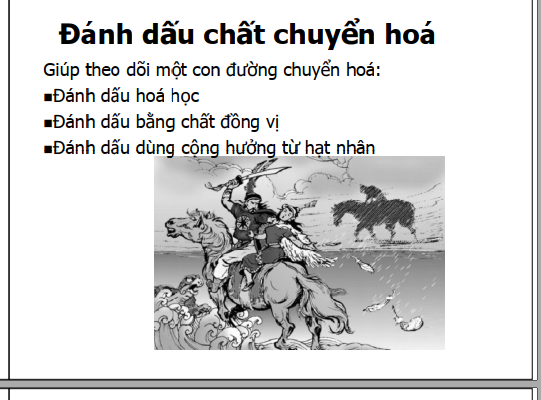 Đánh dấu chất chuyển hoá
Giúp theo dõi một con đường chuyển hoá:
■Đánh dấu hoá học
■Đánh dấu bằng chất đồng vị
■Đánh dấu dùng cộng hưởng từ hạt nhân